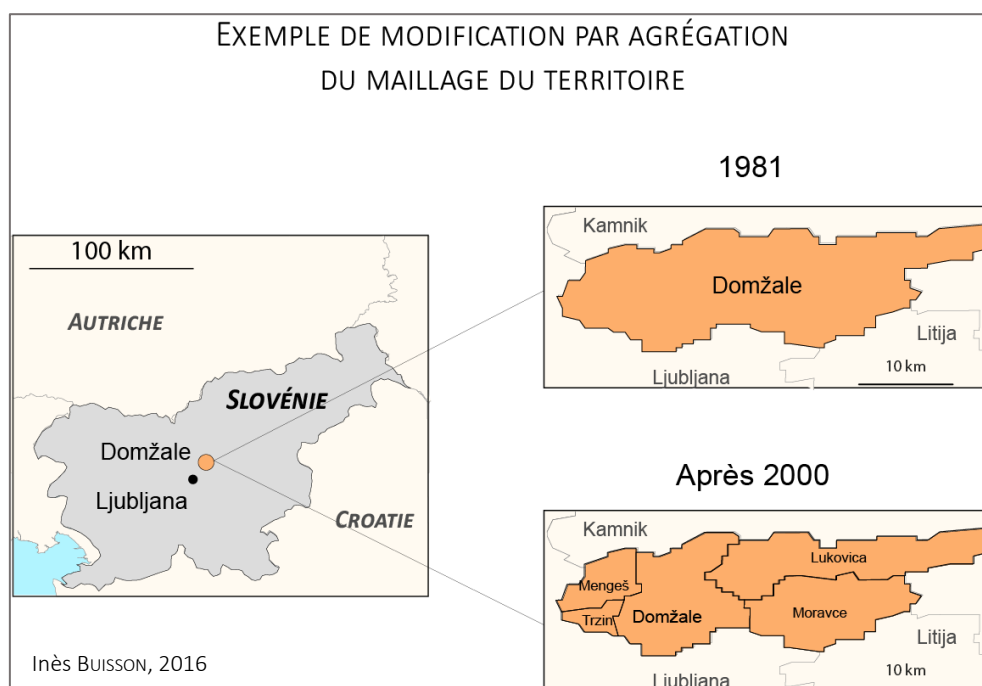 EXEMPLE DE MODIFICATION PAR AGRÉGATION
DU MAILLAGE DU TERRITOIRE
1981
Kamnik
Domžale
Litija
Ljubljana
10 km
100 km
AUTRICHE
SLOVÉNIE
Domžale
Ljubljana
CROATIE
Après 2000
Kamnik
Lukovica
Mengeš
Trzin
Domžale
Moravce
Litija
Ljubljana
10 km
Inès BUISSON, 2016